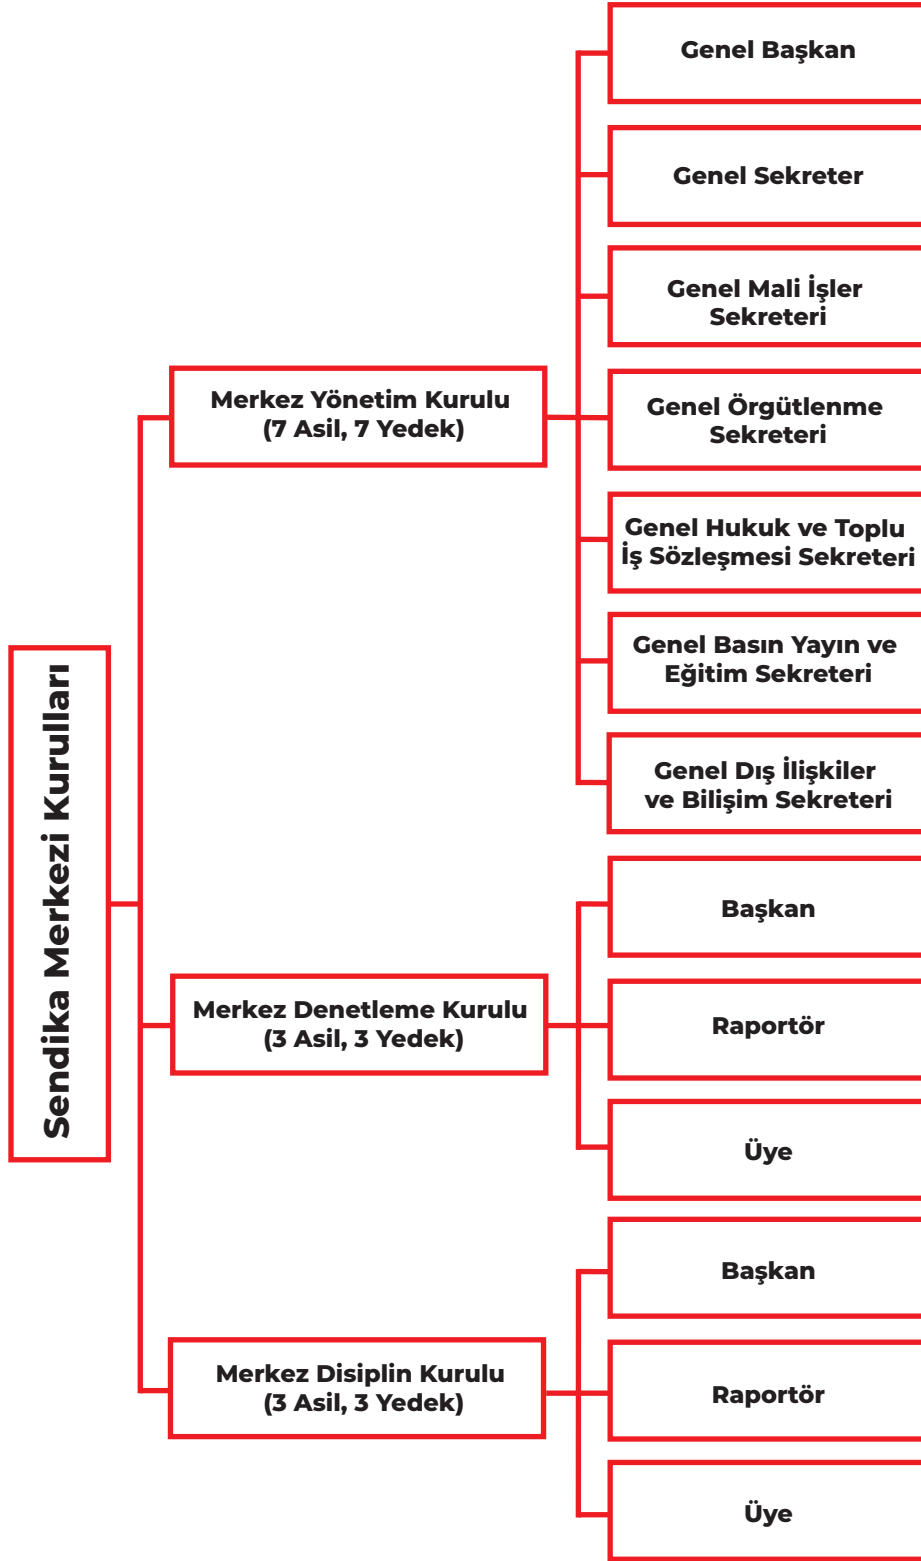 Sendika Merkezi Kurulları
Merkez Yönetim Kurulu
(7 Asil, 7 Yedek)
Genel Başkan
Genel Sekreter
Genel Mali İşler
Sekreteri
Genel Örgütlenme
Sekreteri
Genel Hukuk ve Toplu
İş Sözleşmesi Sekreteri
Genel Basın Yayın ve
Eğitim Sekreteri
Genel Dış İlişkiler
ve Bilişim Sekreteri
Merkez Denetleme Kurulu
(3 Asil, 3 Yedek)
Başkan
Raportör
Üye
Merkez Disiplin Kurulu
(3 Asil, 3 Yedek)
Başkan
Raportör
Üye